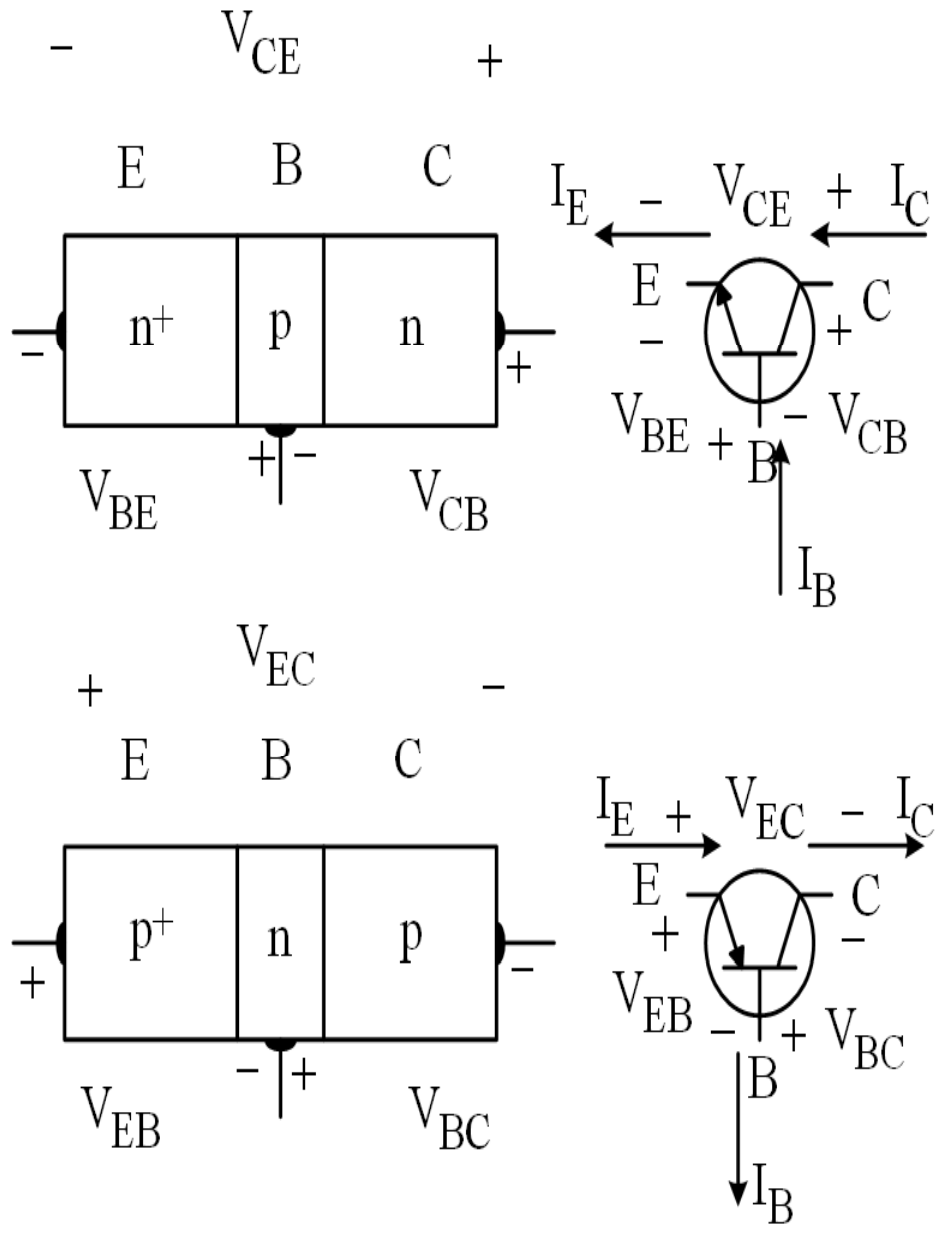 − V_CE +
E B C
I_E − V_CE + I_C
E C
n+ p n
− +
− +
+ −
V_BE V_CB
V_BE + − V_CB
B
I_B
V_EC
+ −
E B C
I_E + V_EC − I_C
E C
p+ n p
+ −
+ −
− +
V_EB V_BC
V_EB − + V_BC
B
I_B